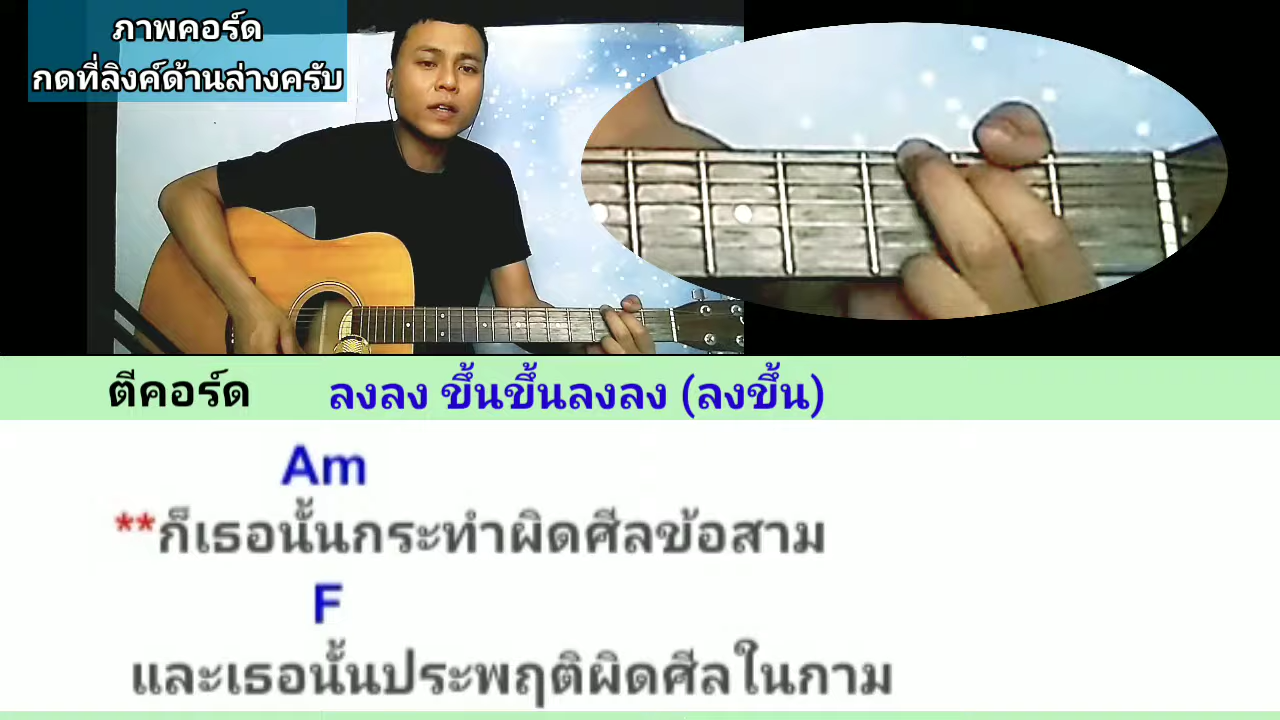 ภาพคอร์ด
กดที่ลิงค์ด้านล่างครับ
ตีคอร์ด ลงลง ขึ้นขึ้นลงลง (ลงขึ้น)
Am
**ก็เธอนั้นกระทำผิดศีลข้อสาม
F
และเธอนั้นประพฤติผิดศีลในกาม